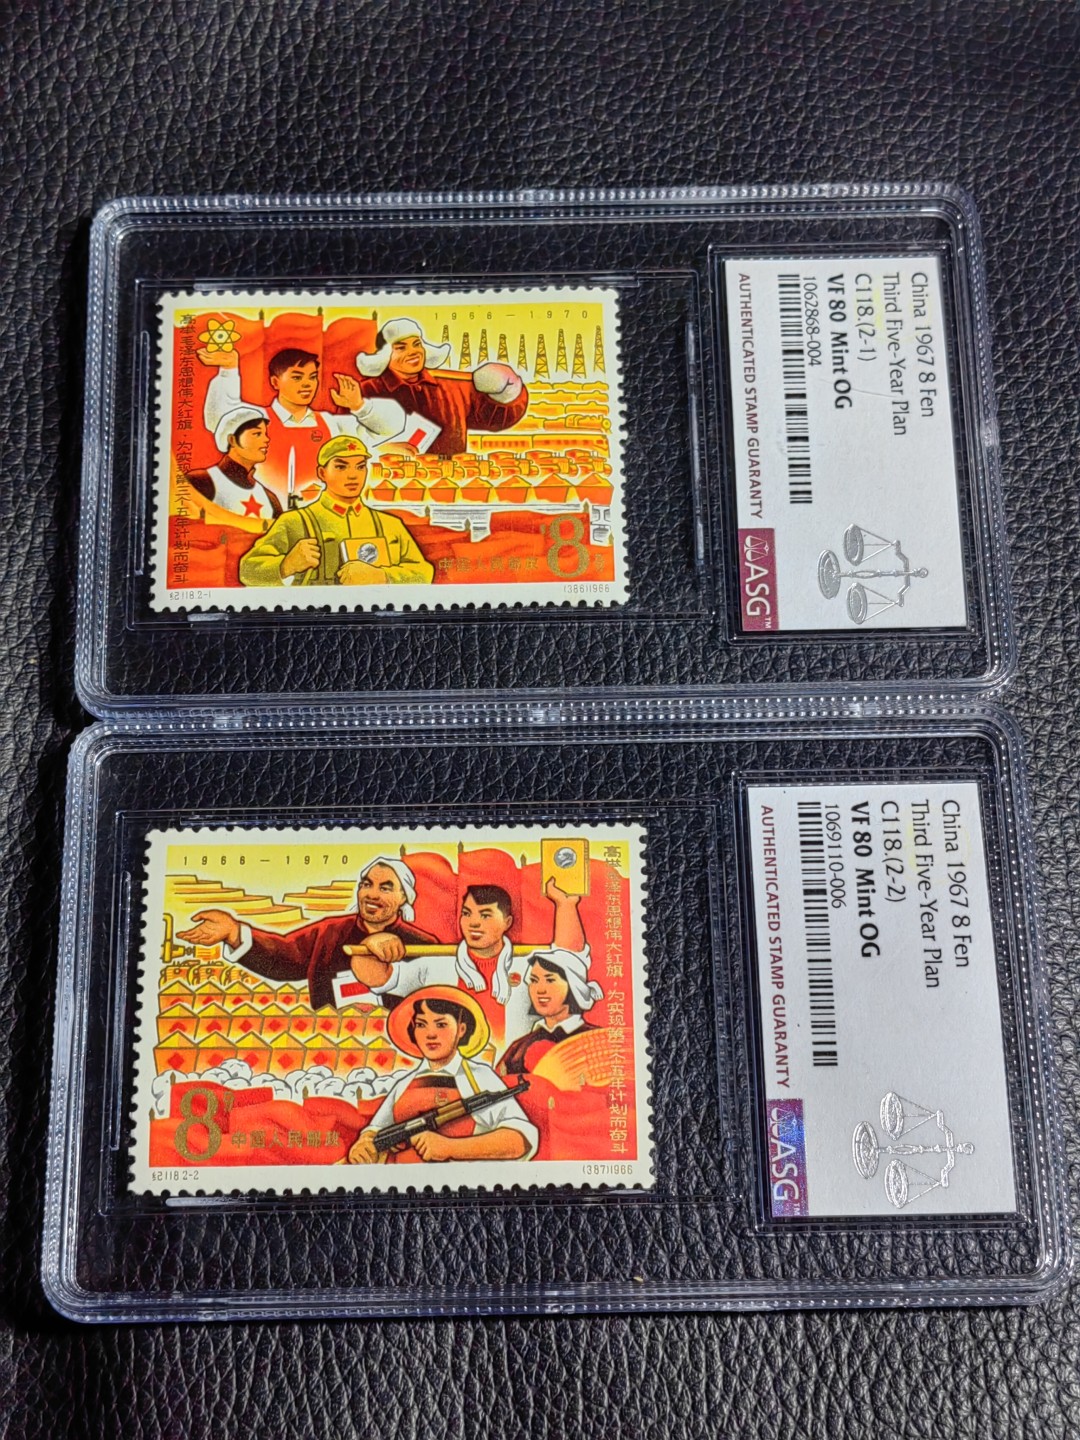 高举毛泽东思想伟大红旗，为实现第三个五年计划而奋斗
1966-1970
中国人民邮政
8分
纪118.2-1
(386)1966
China 1967 8 Fen
Third Five-Year Plan
C118.(2-1)
VF 80 Mint OG
1062868-004
AUTHENTICATED STAMP GUARANTY
ASG™
1966-1970
高举毛泽东思想伟大红旗，为实现第三个五年计划而奋斗
8分
中国人民邮政
纪118.2-2
(387)1966
China 1967 8 Fen
Third Five-Year Plan
C118.(2-2)
VF 80 Mint OG
1069110-006
AUTHENTICATED STAMP GUARANTY
ASG™